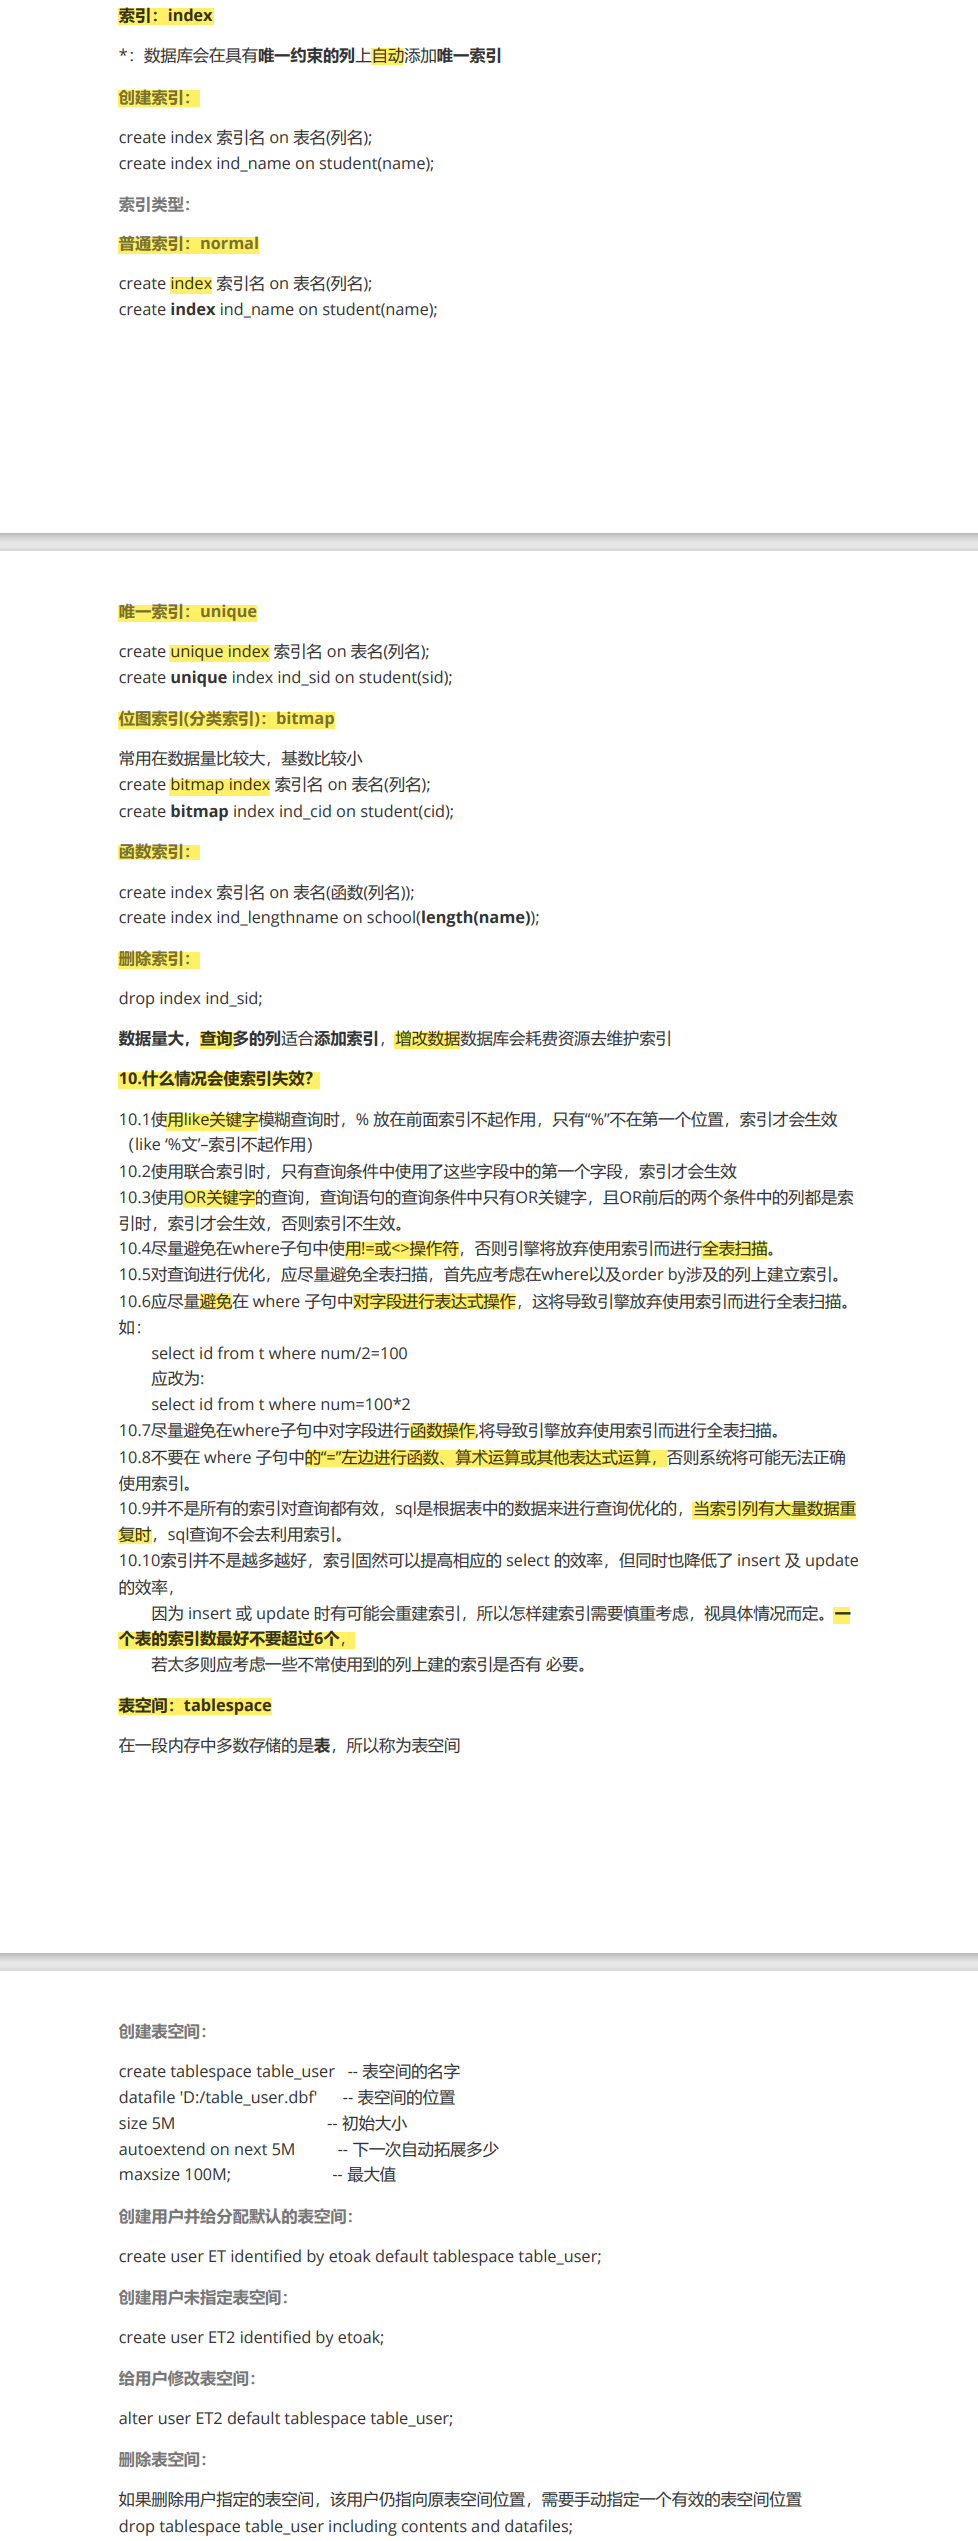 索引：index
*：数据库会在具有唯一约束的列上自动添加唯一索引
创建索引：
create index 索引名 on 表名(列名);
create index ind_name on student(name);
索引类型：
普通索引：normal
create index 索引名 on 表名(列名);
create index ind_name on student(name);
唯一索引：unique
create unique index 索引名 on 表名(列名);
create unique index ind_sid on student(sid);
位图索引(分类索引)：bitmap
常用在数据量比较大，基数比较小
create bitmap index 索引名 on 表名(列名);
create bitmap index ind_cid on student(cid);
函数索引：
create index 索引名 on 表名(函数(列名));
create index ind_lengthname on school(length(name));
删除索引：
drop index ind_sid;
数据量大，查询多的列适合添加索引，增改数据数据库会耗费资源去维护索引
10.什么情况会使索引失效？
10.1使用like关键字模糊查询时，% 放在前面索引不起作用，只有“%”不在第一个位置，索引才会生效
（like ‘%文’–索引不起作用）
10.2使用联合索引时，只有查询条件中使用了这些字段中的第一个字段，索引才会生效
10.3使用OR关键字的查询，查询语句的查询条件中只有OR关键字，且OR前后的两个条件中的列都是索
引时，索引才会生效，否则索引不生效。
10.4尽量避免在where子句中使用!=或<>操作符，否则引擎将放弃使用索引而进行全表扫描。
10.5对查询进行优化，应尽量避免全表扫描，首先应考虑在where以及order by涉及的列上建立索引。
10.6应尽量避免在 where 子句中对字段进行表达式操作，这将导致引擎放弃使用索引而进行全表扫描。
如：
select id from t where num/2=100
应改为:
select id from t where num=100*2
10.7尽量避免在where子句中对字段进行函数操作,将导致引擎放弃使用索引而进行全表扫描。
10.8不要在 where 子句中的“=”左边进行函数、算术运算或其他表达式运算，否则系统将可能无法正确
使用索引。
10.9并不是所有的索引对查询都有效，sql是根据表中的数据来进行查询优化的，当索引列有大量数据重
复时，sql查询不会去利用索引。
10.10索引并不是越多越好，索引固然可以提高相应的 select 的效率，但同时也降低了 insert 及 update
的效率，
因为 insert 或 update 时有可能会重建索引，所以怎样建索引需要慎重考虑，视具体情况而定。一
个表的索引数最好不要超过6个，
若太多则应考虑一些不常使用到的列上建的索引是否有 必要。
表空间：tablespace
在一段内存中多数存储的是表，所以称为表空间
创建表空间：
create tablespace table_user -- 表空间的名字
datafile 'D:/table_user.dbf' -- 表空间的位置
size 5M -- 初始大小
autoextend on next 5M -- 下一次自动拓展多少
maxsize 100M; -- 最大值
创建用户并给分配默认的表空间：
create user ET identified by etoak default tablespace table_user;
创建用户未指定表空间：
create user ET2 identified by etoak;
给用户修改表空间：
alter user ET2 default tablespace table_user;
删除表空间：
如果删除用户指定的表空间，该用户仍指向原表空间位置，需要手动指定一个有效的表空间位置
drop tablespace table_user including contents and datafiles;